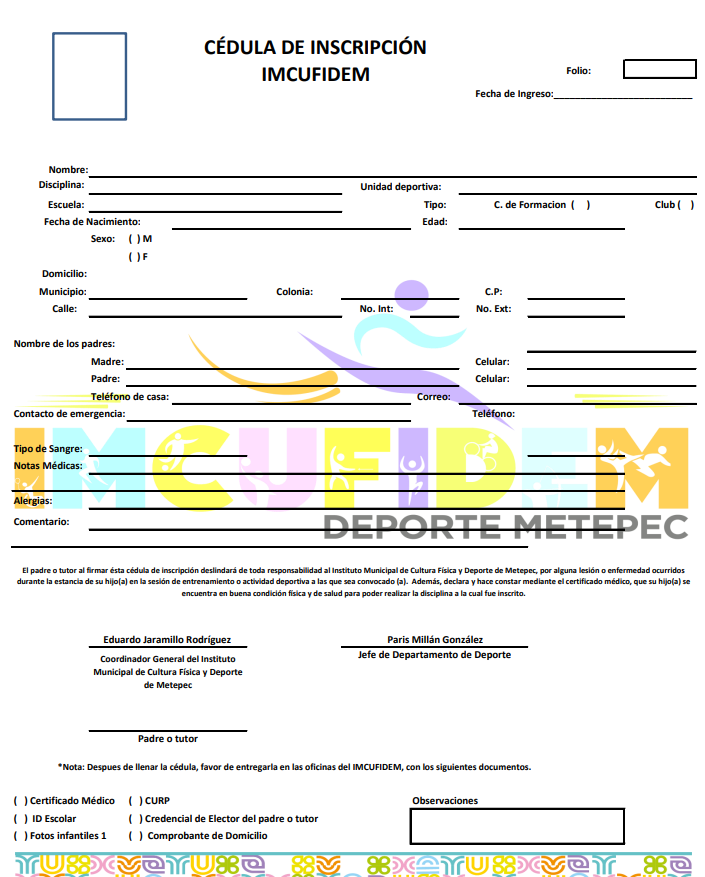 CÉDULA DE INSCRIPCIÓN
IMCUFIDEM
Folio:
Fecha de Ingreso:__________________________
Nombre:
Disciplina: Unidad deportiva:
Escuela: Tipo: C. de Formacion ( ) Club ( )
Fecha de Nacimiento: Edad:
Sexo: ( ) M
( ) F
Domicilio:
Municipio: Colonia: C.P:
Calle: No. Int: No. Ext:
Nombre de los padres:
Madre: Celular:
Padre: Celular:
Teléfono de casa: Correo:
Contacto de emergencia: Teléfono:
IMCUFIDEM
Tipo de Sangre:
Notas Médicas:
Alergias:
Comentario:
DEPORTE METEPEC
El padre o tutor al firmar ésta cédula de inscripción deslindará de toda responsabilidad al Instituto Municipal de Cultura Física y Deporte de Metepec, por alguna lesión o enfermedad ocurridos
durante la estancia de su hijo(a) en la sesión de entrenamiento o actividad deportiva a las que sea convocado (a). Además, declara y hace constar mediante el certificado médico, que su hijo(a) se
encuentra en buena condición física y de salud para poder realizar la disciplina a la cual fue inscrito.
Eduardo Jaramillo Rodríguez
Coordinador General del Instituto
Municipal de Cultura Física y Deporte
de Metepec
Paris Millán González
Jefe de Departamento de Deporte
Padre o tutor
*Nota: Despues de llenar la cédula, favor de entregarla en las oficinas del IMCUFIDEM, con los siguientes documentos.
( ) Certificado Médico ( ) CURP Observaciones
( ) ID Escolar ( ) Credencial de Elector del padre o tutor
( ) Fotos infantiles 1 ( ) Comprobante de Domicilio